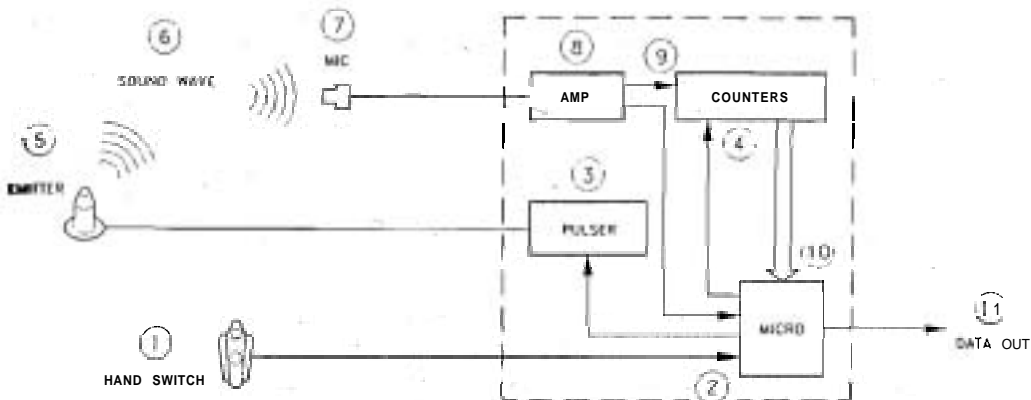 6
SOUND WAVE
7
MIC
8
AMP
9
COUNTERS
5
EMITTER
4
3
PULSER
10
MICRO
1
HAND SWITCH
2
11
DATA OUT